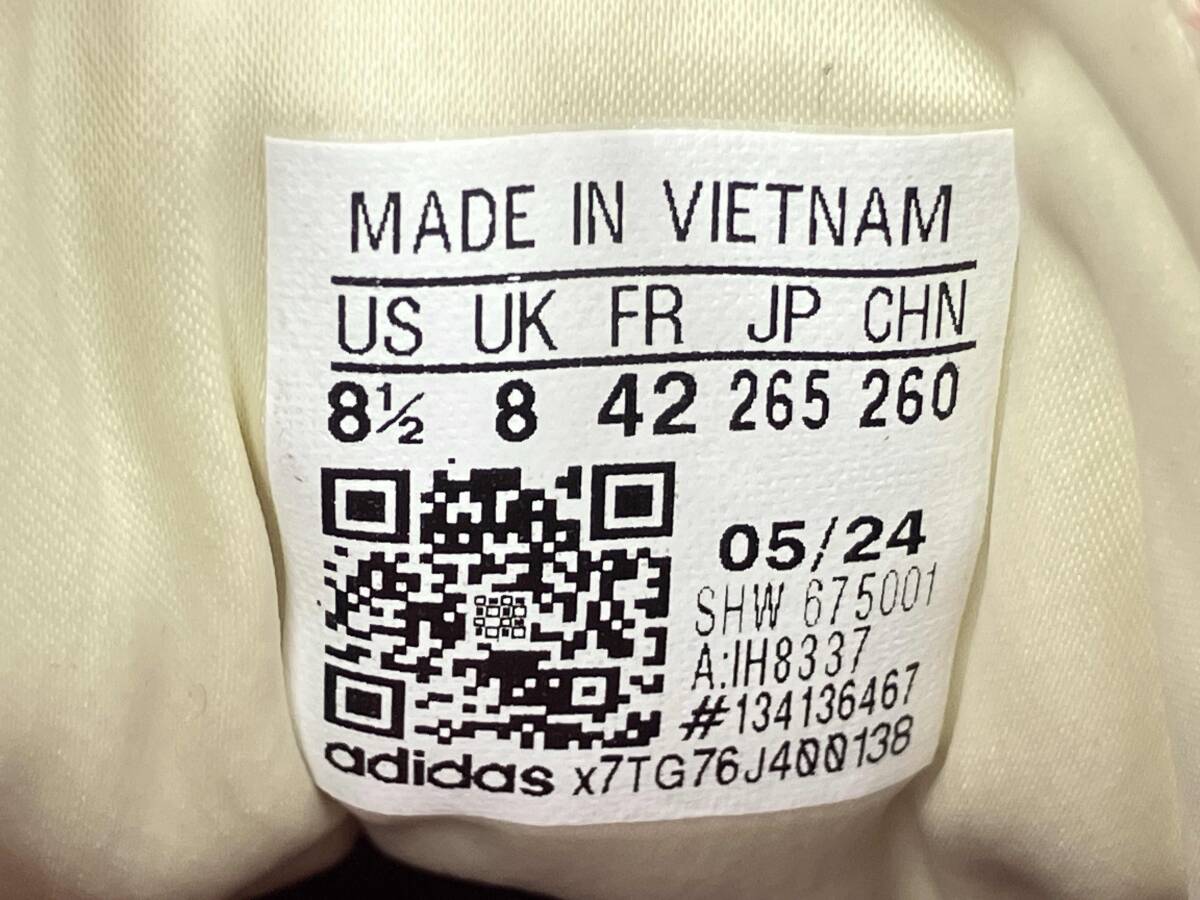 MADE IN VIETNAM
US UK FR JP CHN
8½ 8 42 265 260
05/24
SHW 675001
A:IH8337
#134136467
adidas x7TG76J400138